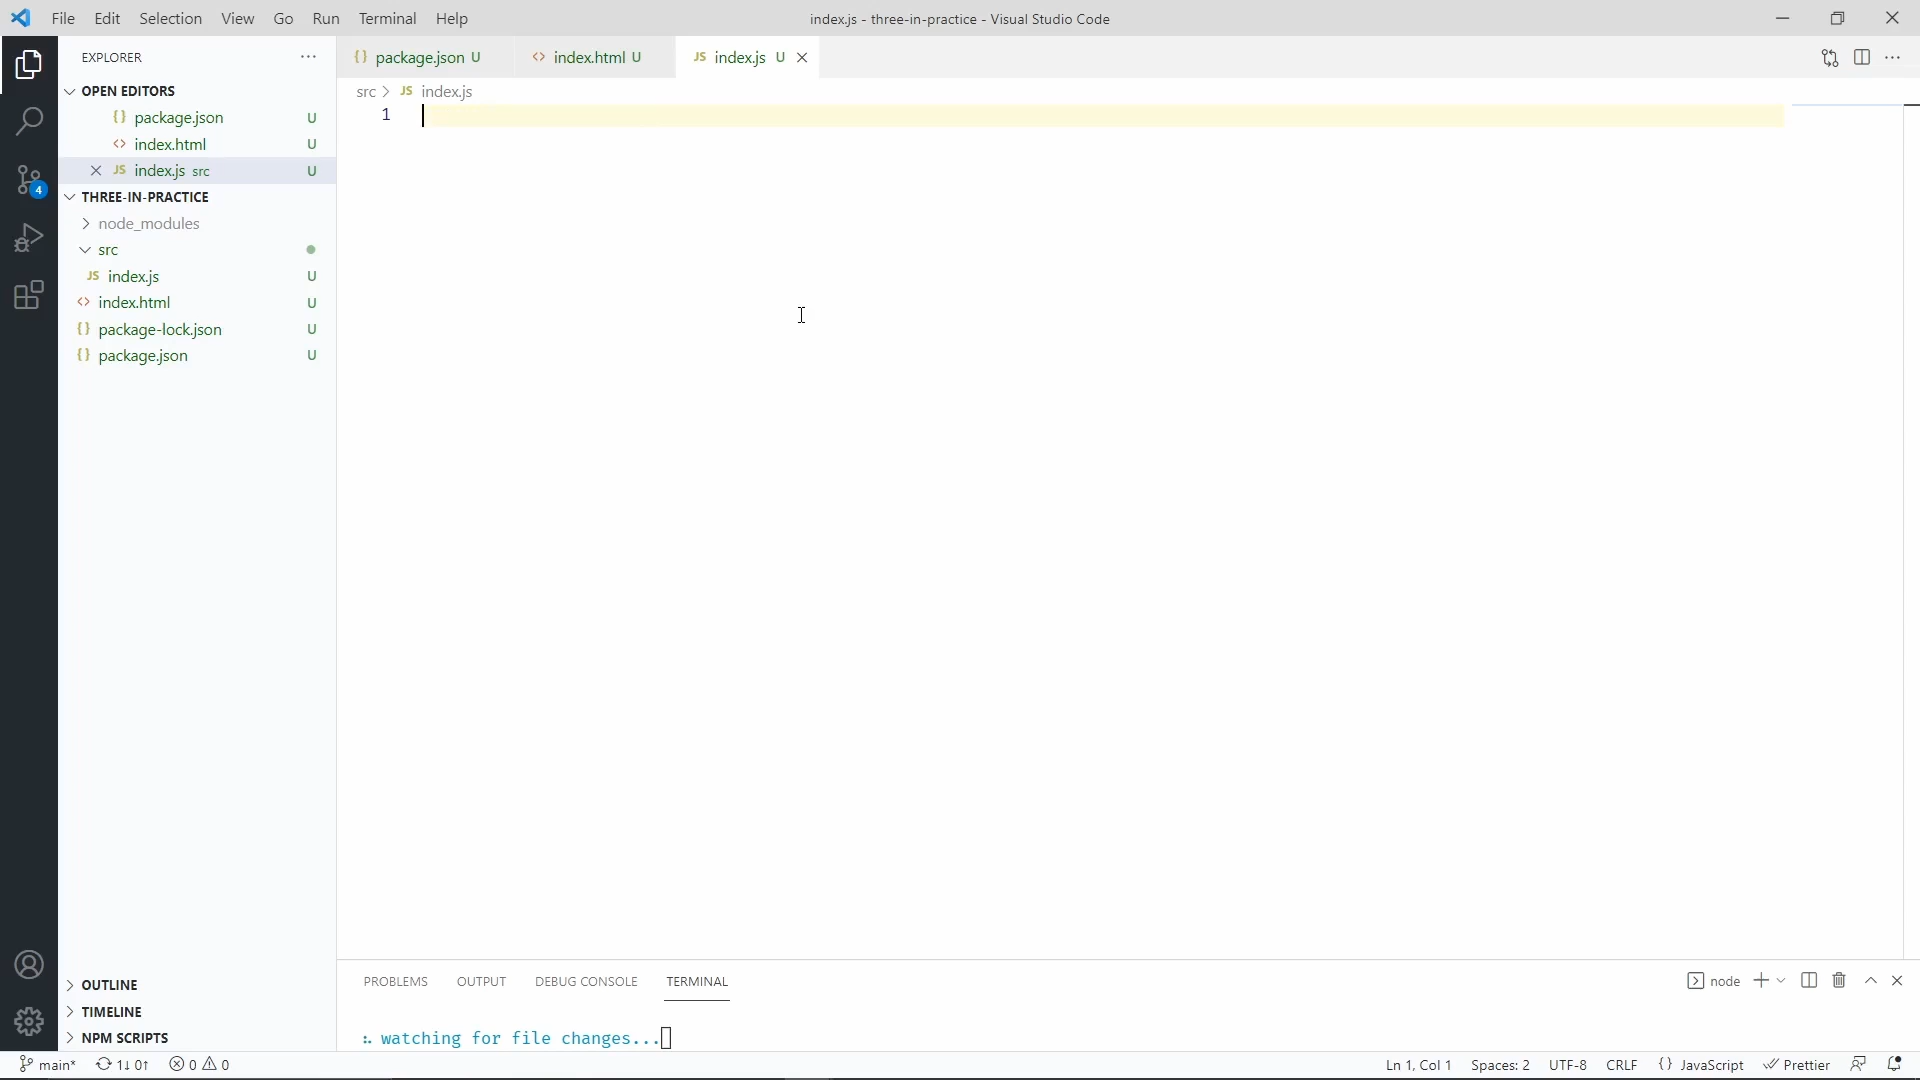 File Edit Selection View Go Run Terminal Help
index.js - three-in-practice - Visual Studio Code
EXPLORER
OPEN EDITORS
package.json U
index.html U
JS index.js src U
THREE-IN-PRACTICE
node_modules
src
JS index.js U
index.html U
package-lock.json U
package.json U
OUTLINE
TIMELINE
NPM SCRIPTS
4
package.json U
index.html U
JS index.js U
src > JS index.js
1
PROBLEMS OUTPUT DEBUG CONSOLE TERMINAL
node
:. watching for file changes...
main* 1↓ 0↑ 0 0
Ln 1, Col 1 Spaces: 2 UTF-8 CRLF {} JavaScript Prettier